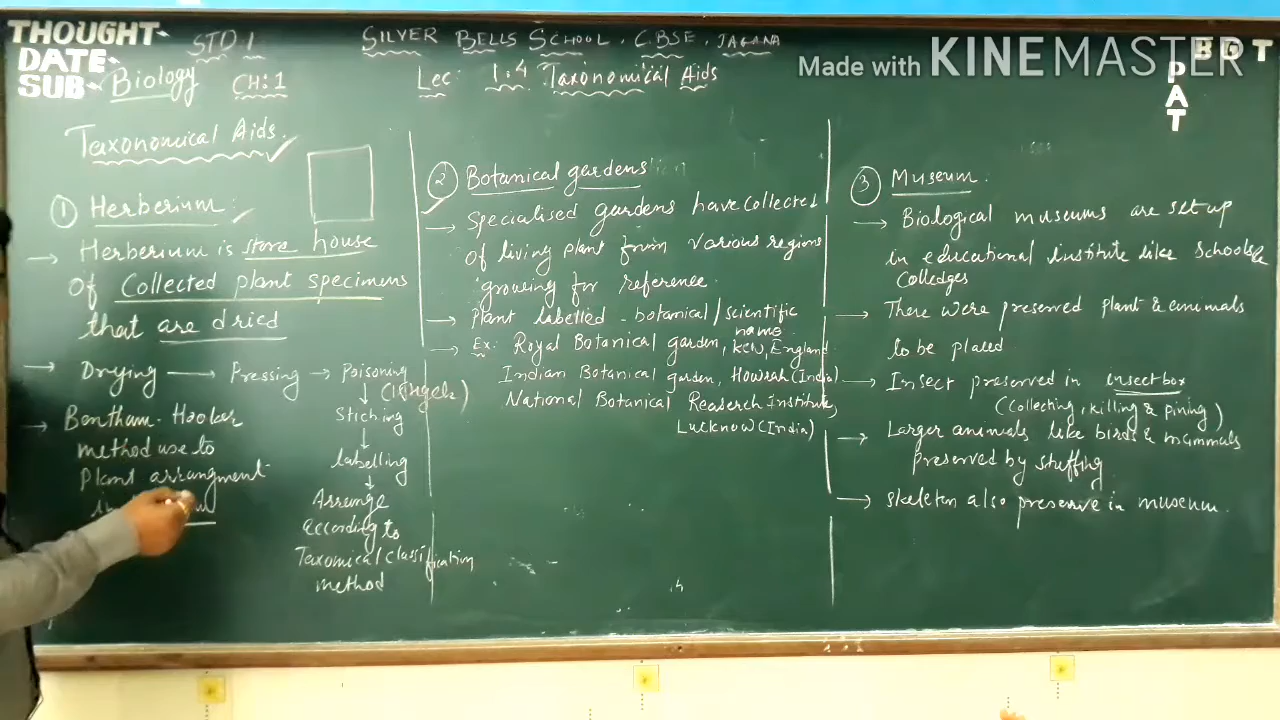 THOUGHT-
DATE-
SUB-
STD 1
SILVER BELLS SCHOOL, CBSE, JAGANA
Made with KINEMASTER
P
A
T
Biology
CH:1
Lec: 1.4 Taxonomical Aids
Taxonomical Aids.
① Herberium:
→ Herberium is store house
of Collected plant specimens
that are dried
→ Drying → Pressing → Poisoning
Stiching
labelling
Arrange
according to
Taxomical classification
method
→ Bentham-Hooker
method use to
plant arrangment
② Botanical gardens
→ Specialised gardens have collected
of living plant from various regions
growing for reference.
→ Plant labelled - botanical/scientific
name.
→ Ex: Royal Botanical garden, Kew, England
Indian Botanical garden, Howrah (India)
National Botanical Reaserch Institute,
Lucknow (India)
③ Museum.
→ Biological museums are set up
in educational institute like schools &
Colledges
→ There were preserved plant & animals
to be placed
→ Insect preserved in insect box
(Collecting, killing & pining)
→ Larger animals like birds & mammals
preserved by stuffing
→ skeleton also preserve in museum.